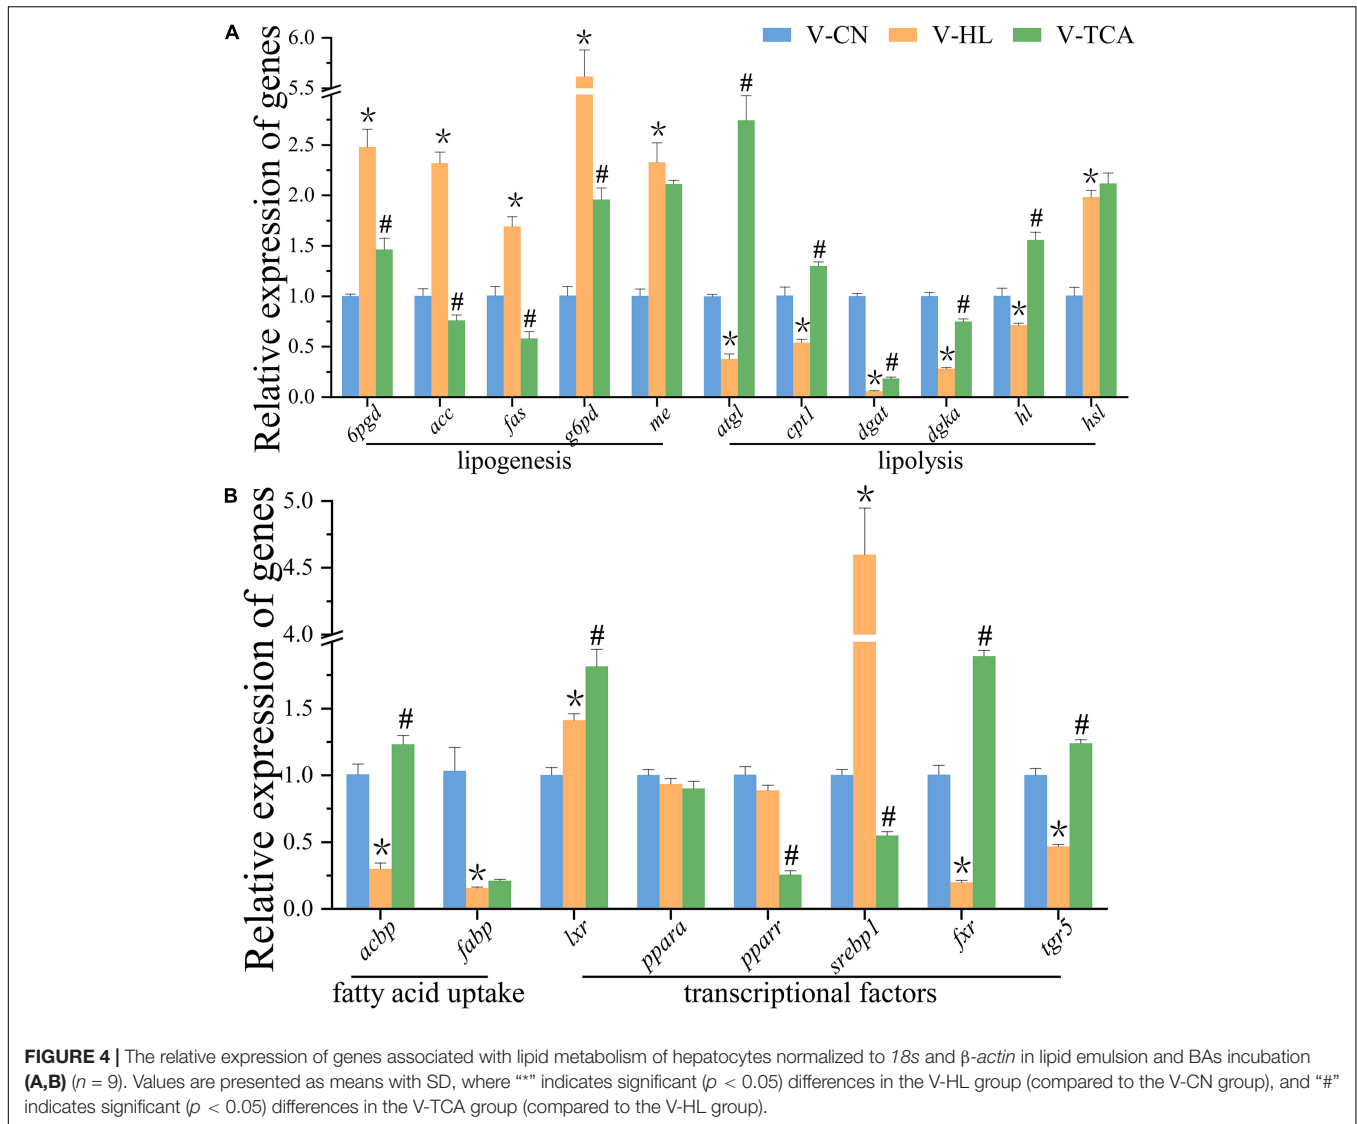 A
V-CN V-HL V-TCA
Relative expression of genes
6.0
5.5
2.5
2.0
1.5
1.0
0.5
0.0
* # * # * # * # * * # * # * # * # * # *
6pgd acc fas g6pd me atgl cpt1 dgat dgka hl hsl
lipogenesis lipolysis
B
Relative expression of genes
5.0
4.5
4.0
1.5
1.0
0.5
0.0
* # * * # # * # * # * #
acbp fabp lxr ppara pparr srebp1 fxr tgr5
fatty acid uptake transcriptional factors
FIGURE 4 | The relative expression of genes associated with lipid metabolism of hepatocytes normalized to 18s and β-actin in lipid emulsion and BAs incubation
(A,B) (n = 9). Values are presented as means with SD, where “*” indicates significant (p < 0.05) differences in the V-HL group (compared to the V-CN group), and “#”
indicates significant (p < 0.05) differences in the V-TCA group (compared to the V-HL group).